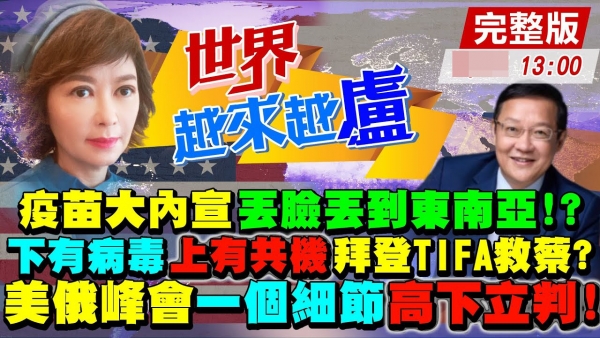 完整版
13:00
世界
越來越盧
疫苗大內宣丟臉丟到東南亞!?
下有病毒上有共機拜登TIFA救蔡?
美俄峰會一個細節高下立判!